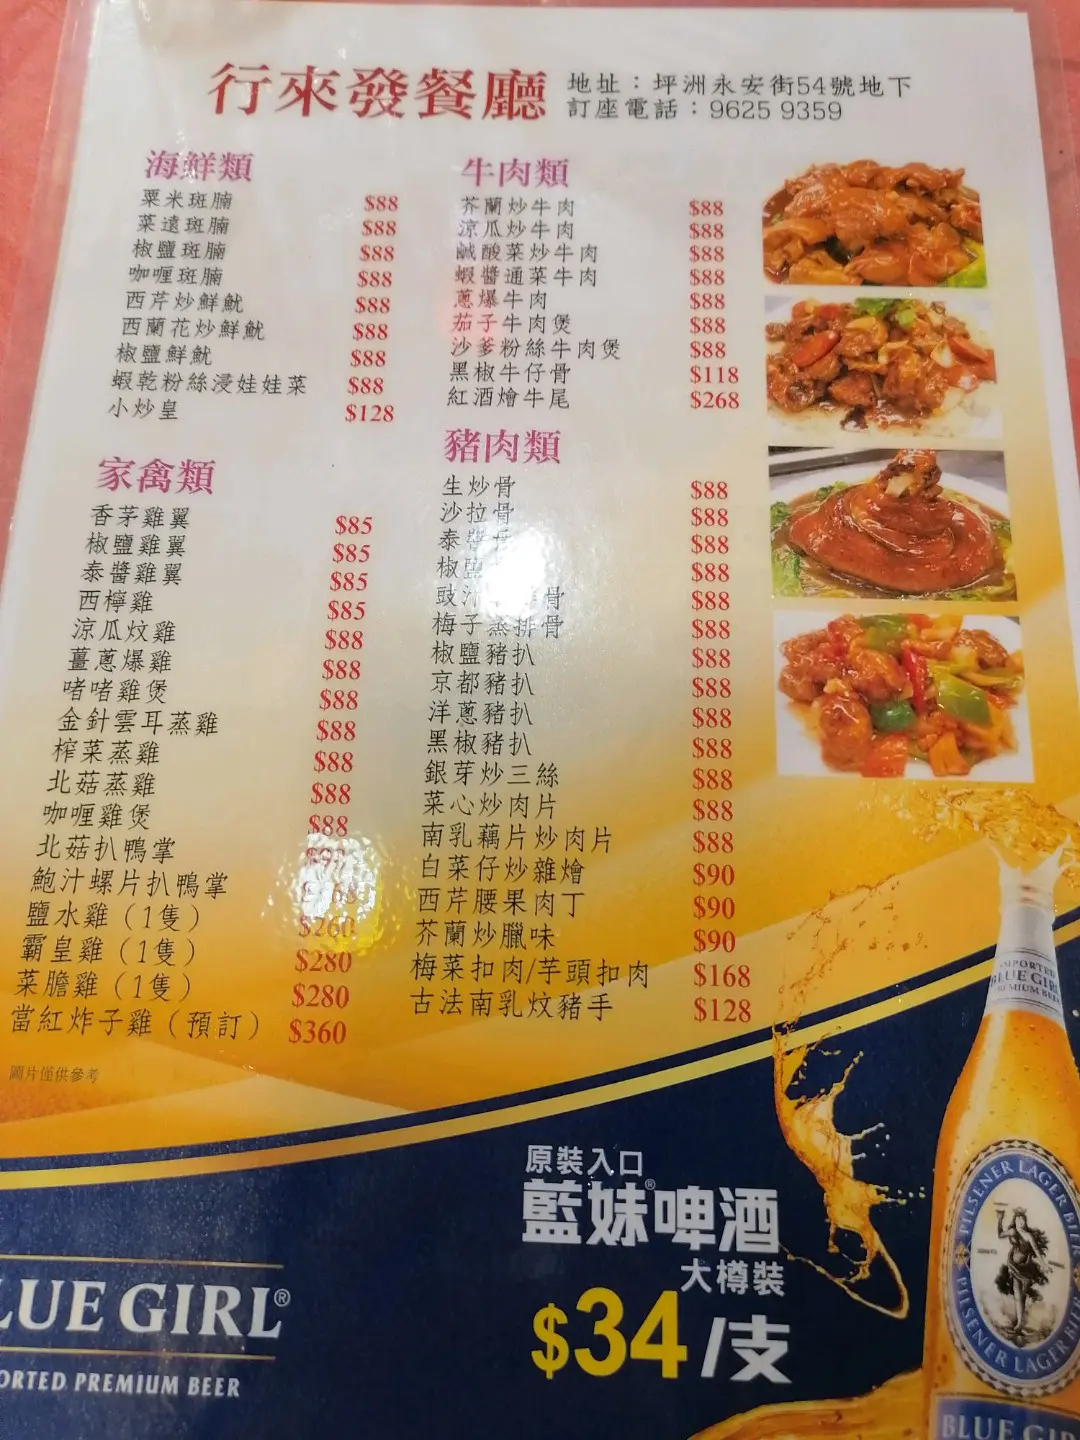 行來發餐廳
地址：坪洲永安街54號地下
訂座電話：9625 9359
海鮮類
粟米斑腩 $88
菜遠斑腩 $88
椒鹽斑腩 $88
咖喱斑腩 $88
西芹炒鮮魷 $88
西蘭花炒鮮魷 $88
椒鹽鮮魷 $88
蝦乾粉絲浸娃娃菜 $88
小炒皇 $128
家禽類
香茅雞翼 $85
椒鹽雞翼 $85
泰醬雞翼 $85
西檸雞 $85
涼瓜炆雞 $88
薑蔥爆雞 $88
啫啫雞煲 $88
金針雲耳蒸雞 $88
榨菜蒸雞 $88
北菇蒸雞 $88
咖喱雞煲 $88
北菇扒鴨掌
鮑汁螺片扒鴨掌
鹽水雞（1隻） $260
霸皇雞（1隻） $280
菜膽雞（1隻） $280
當紅炸子雞（預訂） $360
圖片僅供參考
牛肉類
芥蘭炒牛肉 $88
涼瓜炒牛肉 $88
鹹酸菜炒牛肉 $88
蝦醬通菜牛肉 $88
蔥爆牛肉 $88
茄子牛肉煲 $88
沙爹粉絲牛肉煲 $88
黑椒牛仔骨 $118
紅酒燴牛尾 $268
豬肉類
生炒骨 $88
沙拉骨 $88
泰醬骨 $88
椒鹽 $88
豉汁 骨 $88
梅子蒸排骨 $88
椒鹽豬扒 $88
京都豬扒 $88
洋蔥豬扒 $88
黑椒豬扒 $88
銀芽炒三絲 $88
菜心炒肉片 $88
南乳藕片炒肉片 $88
白菜仔炒雜燴 $90
西芹腰果肉丁 $90
芥蘭炒臘味 $90
梅菜扣肉/芋頭扣肉 $168
古法南乳炆豬手 $128
原裝入口
藍妹®啤酒
大樽裝
$34/支
LUE GIRL®
ORTED PREMIUM BEER
IMPORTED
BLUE GIRL
PILSENER LAGER BIER
PILSENER LAGER BIER
BLUE GIR